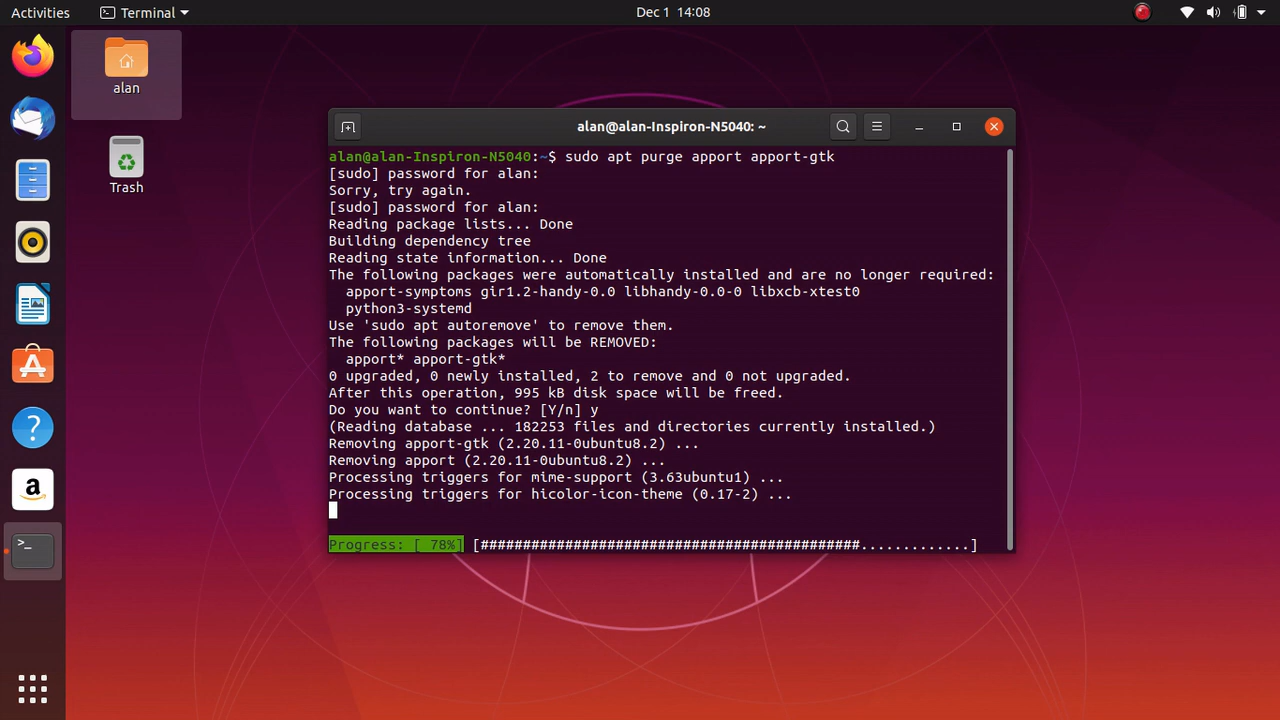 Activities
Terminal
Dec 1 14:08
alan
Trash
alan@alan-Inspiron-N5040: ~
alan@alan-Inspiron-N5040:~$ sudo apt purge apport apport-gtk
[sudo] password for alan:
Sorry, try again.
[sudo] password for alan:
Reading package lists... Done
Building dependency tree
Reading state information... Done
The following packages were automatically installed and are no longer required:
  apport-symptoms gir1.2-handy-0.0 libhandy-0.0-0 libxcb-xtest0
  python3-systemd
Use 'sudo apt autoremove' to remove them.
The following packages will be REMOVED:
  apport* apport-gtk*
0 upgraded, 0 newly installed, 2 to remove and 0 not upgraded.
After this operation, 995 kB disk space will be freed.
Do you want to continue? [Y/n] y
(Reading database ... 182253 files and directories currently installed.)
Removing apport-gtk (2.20.11-0ubuntu8.2) ...
Removing apport (2.20.11-0ubuntu8.2) ...
Processing triggers for mime-support (3.63ubuntu1) ...
Processing triggers for hicolor-icon-theme (0.17-2) ...
Progress: [ 78%] [#############################################.............]